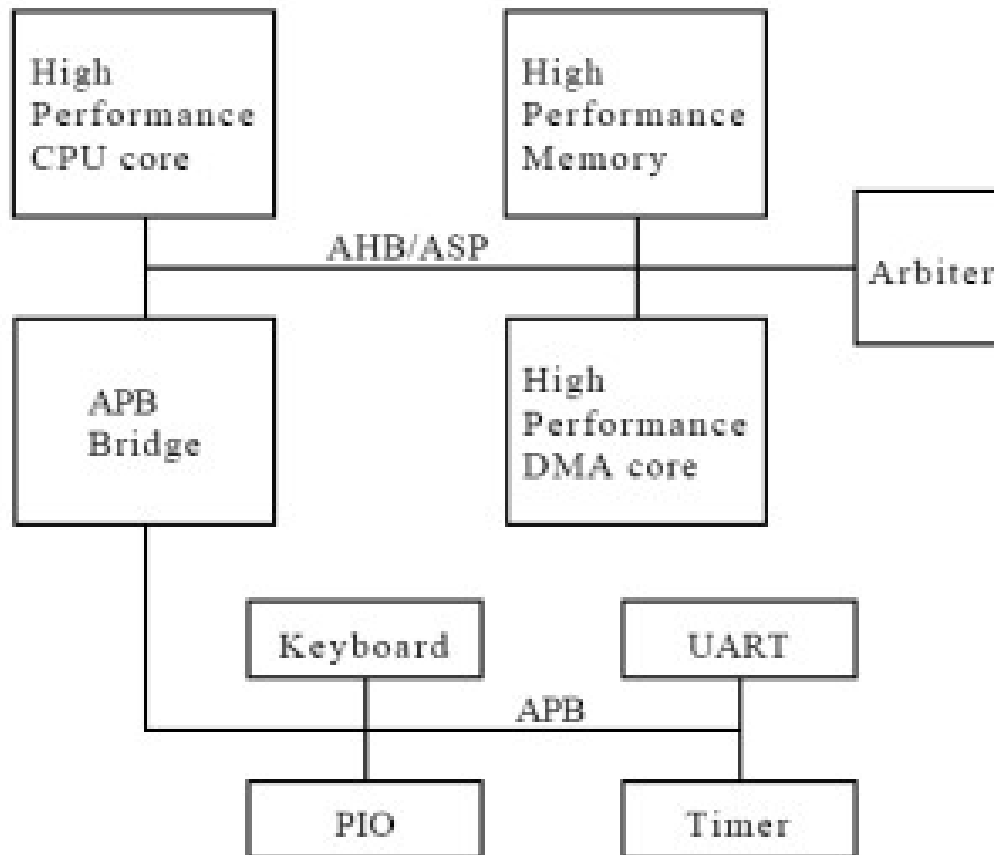 High
Performance
CPU core
High
Performance
Memory
AHB/ASP
Arbiter
APB
Bridge
High
Performance
DMA core
Keyboard
UART
APB
PIO
Timer